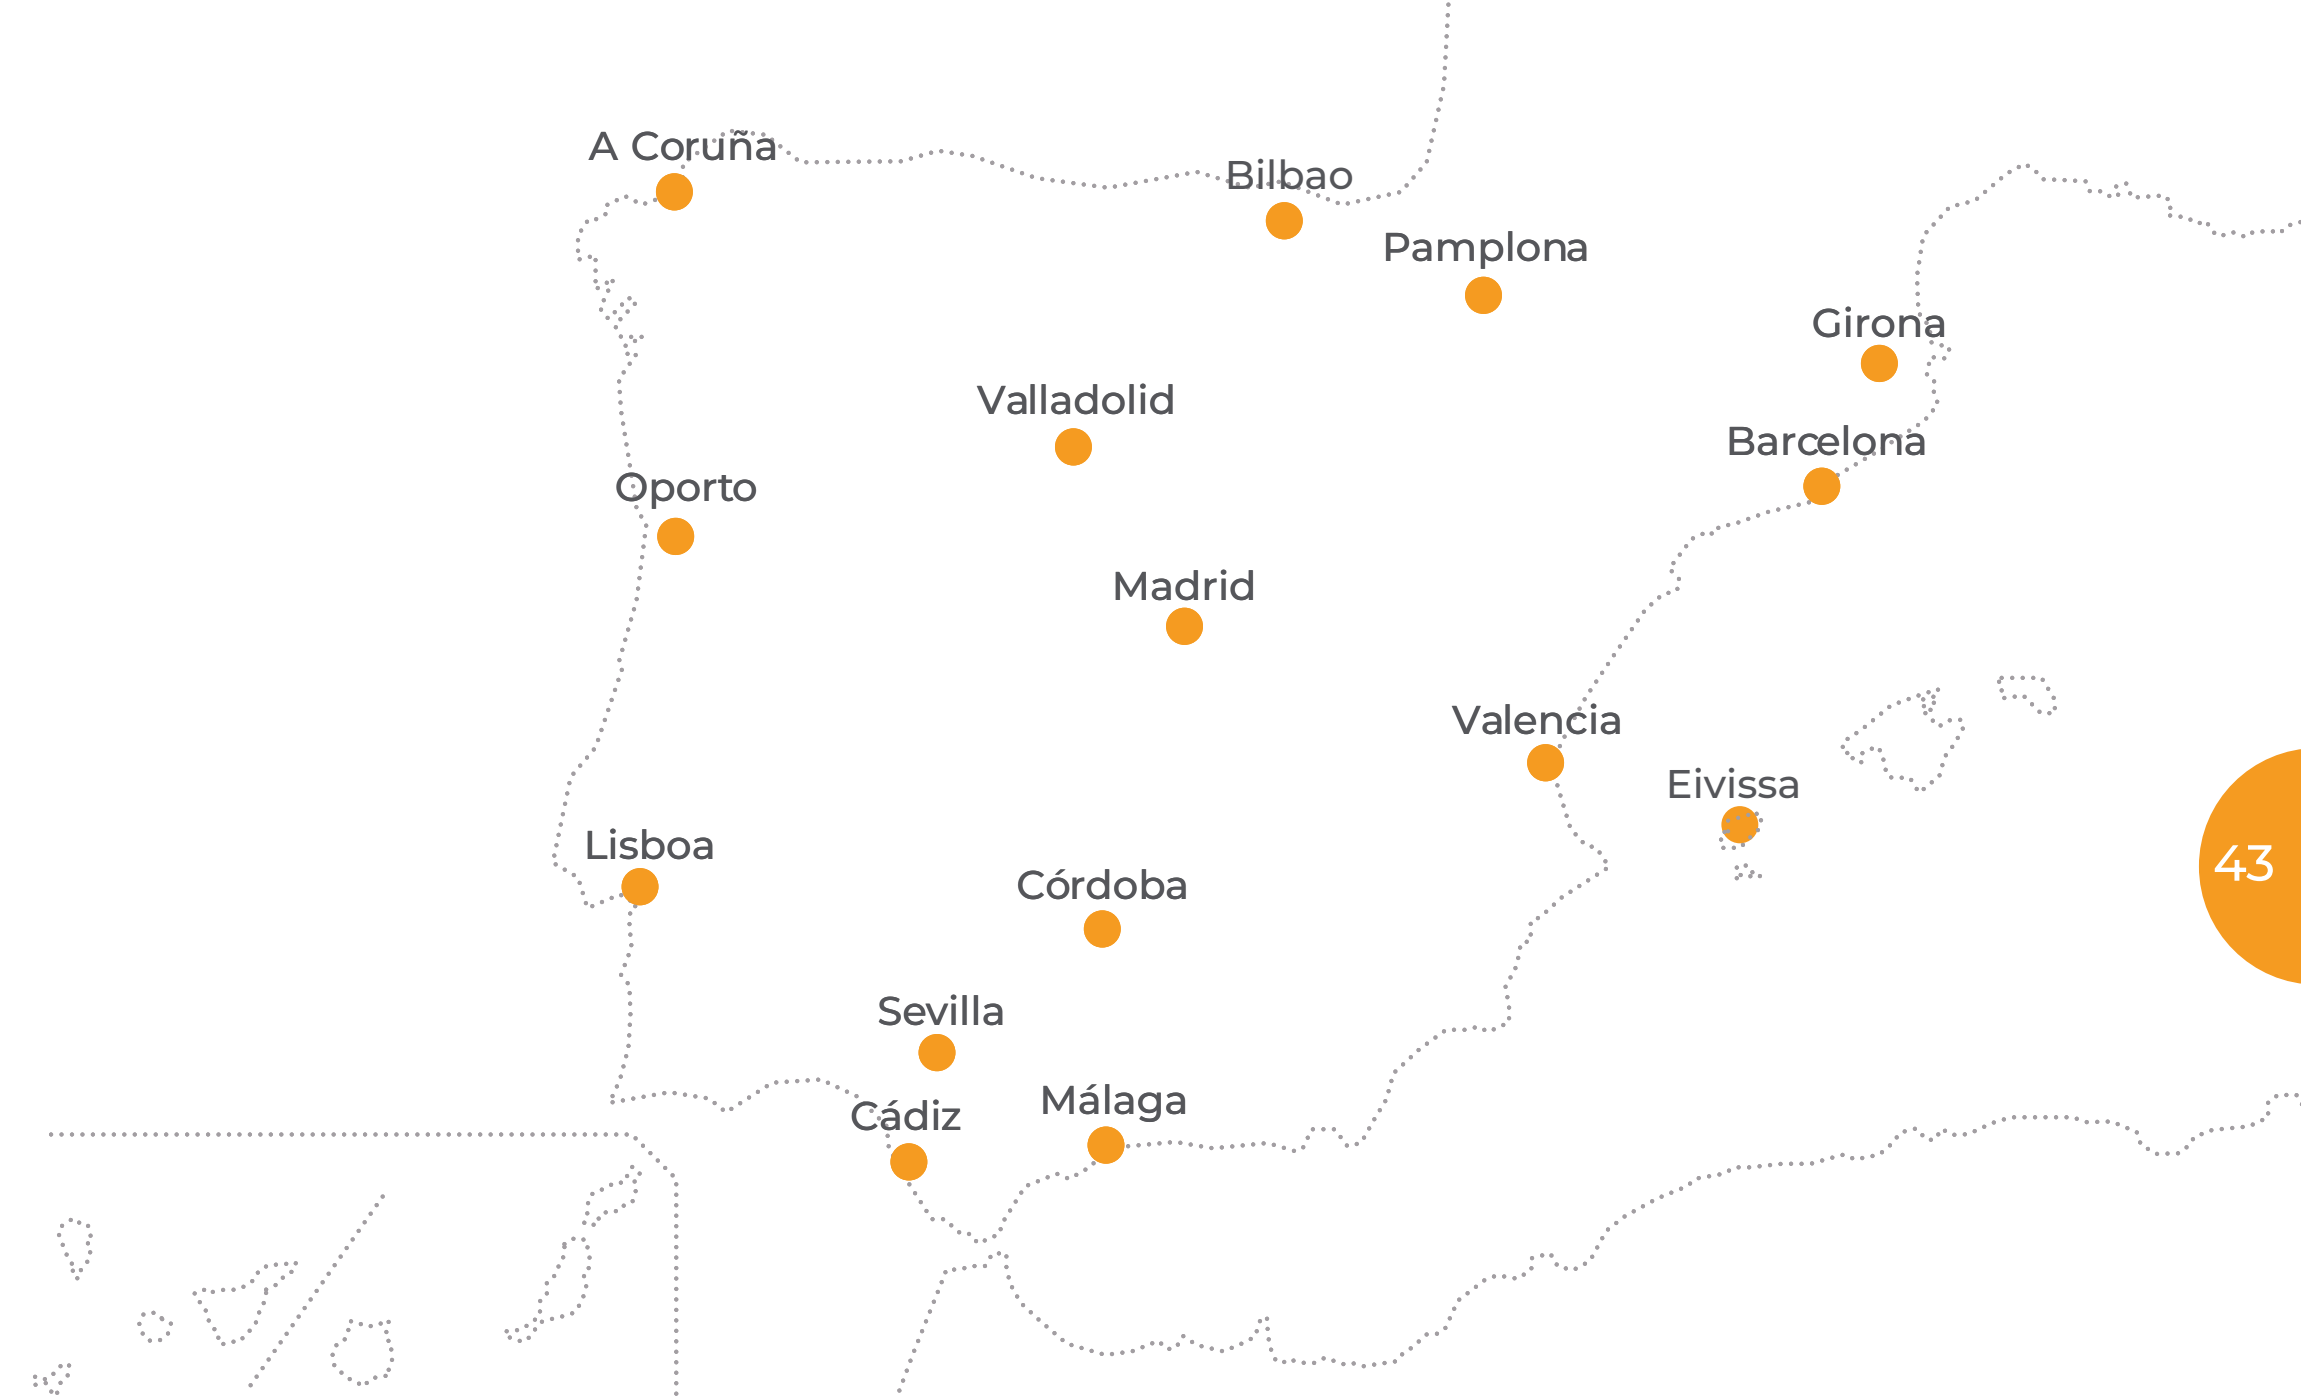 A Coruña
Bilbao
Pamplona
Girona
Valladolid
Barcelona
Oporto
Madrid
Valencia
Eivissa
Lisboa
43
Córdoba
Sevilla
Málaga
Cádiz